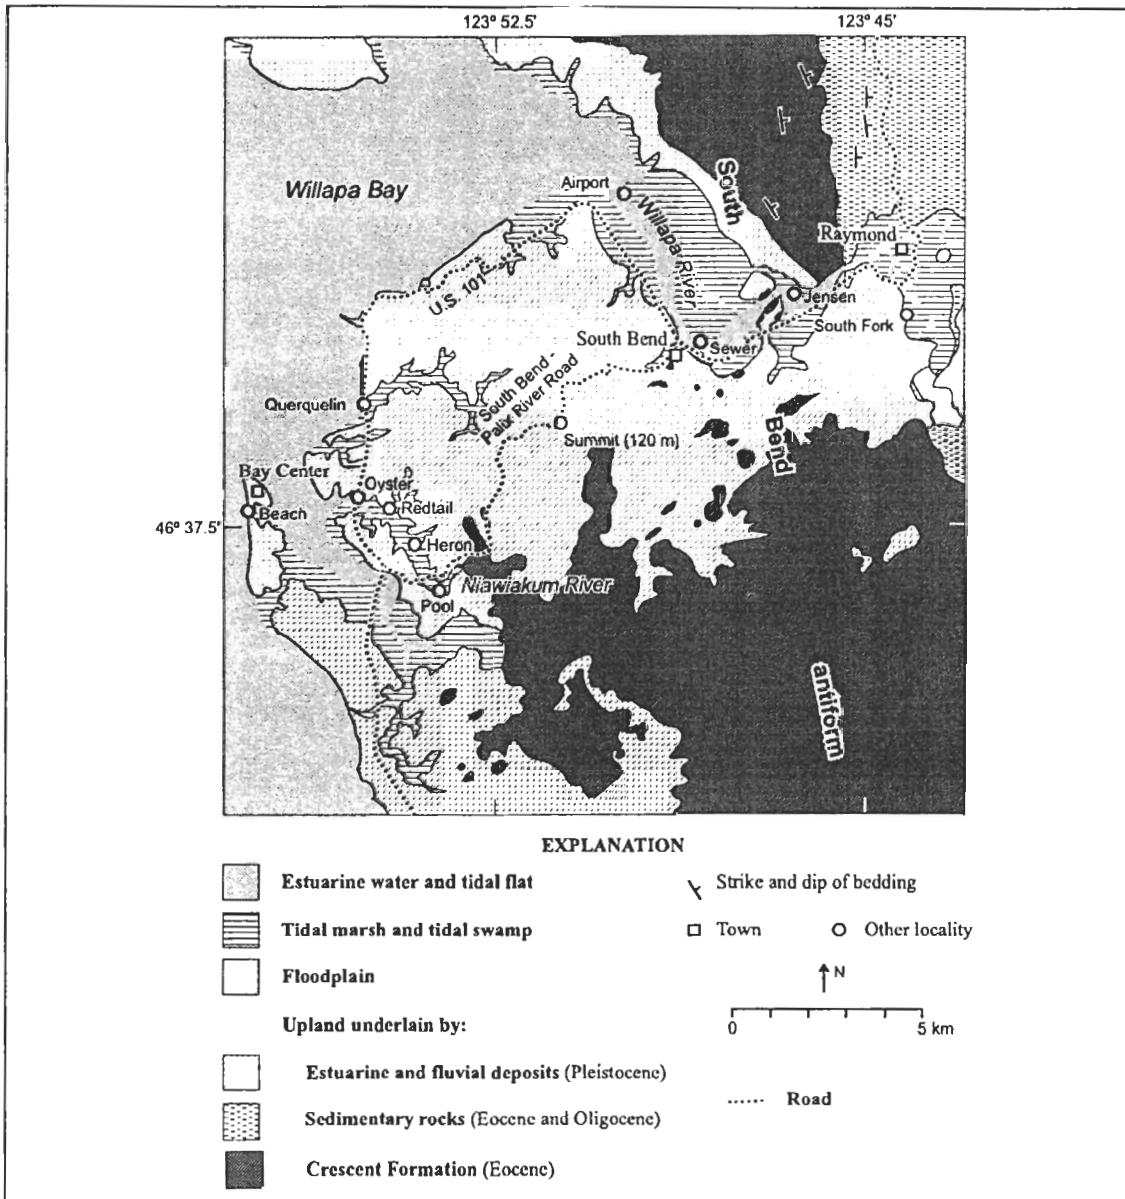 123° 52.5'
123° 45'
Willapa Bay
Airport
South
Willapa River
Raymond
U.S. 101
Jensen
South Fork
South Bend
Sewer
South Bend -
Palix River Road
Querquelin
Summit (120 m)
Bend
Bay Center
Oyster
Beach
Redtail
46° 37.5'
Heron
Niawiakum River
Pool
antiform
EXPLANATION
Estuarine water and tidal flat
Strike and dip of bedding
Tidal marsh and tidal swamp
Town
Other locality
Floodplain
N
Upland underlain by:
0
5 km
Estuarine and fluvial deposits (Pleistocene)
Road
Sedimentary rocks (Eocene and Oligocene)
Crescent Formation (Eocene)